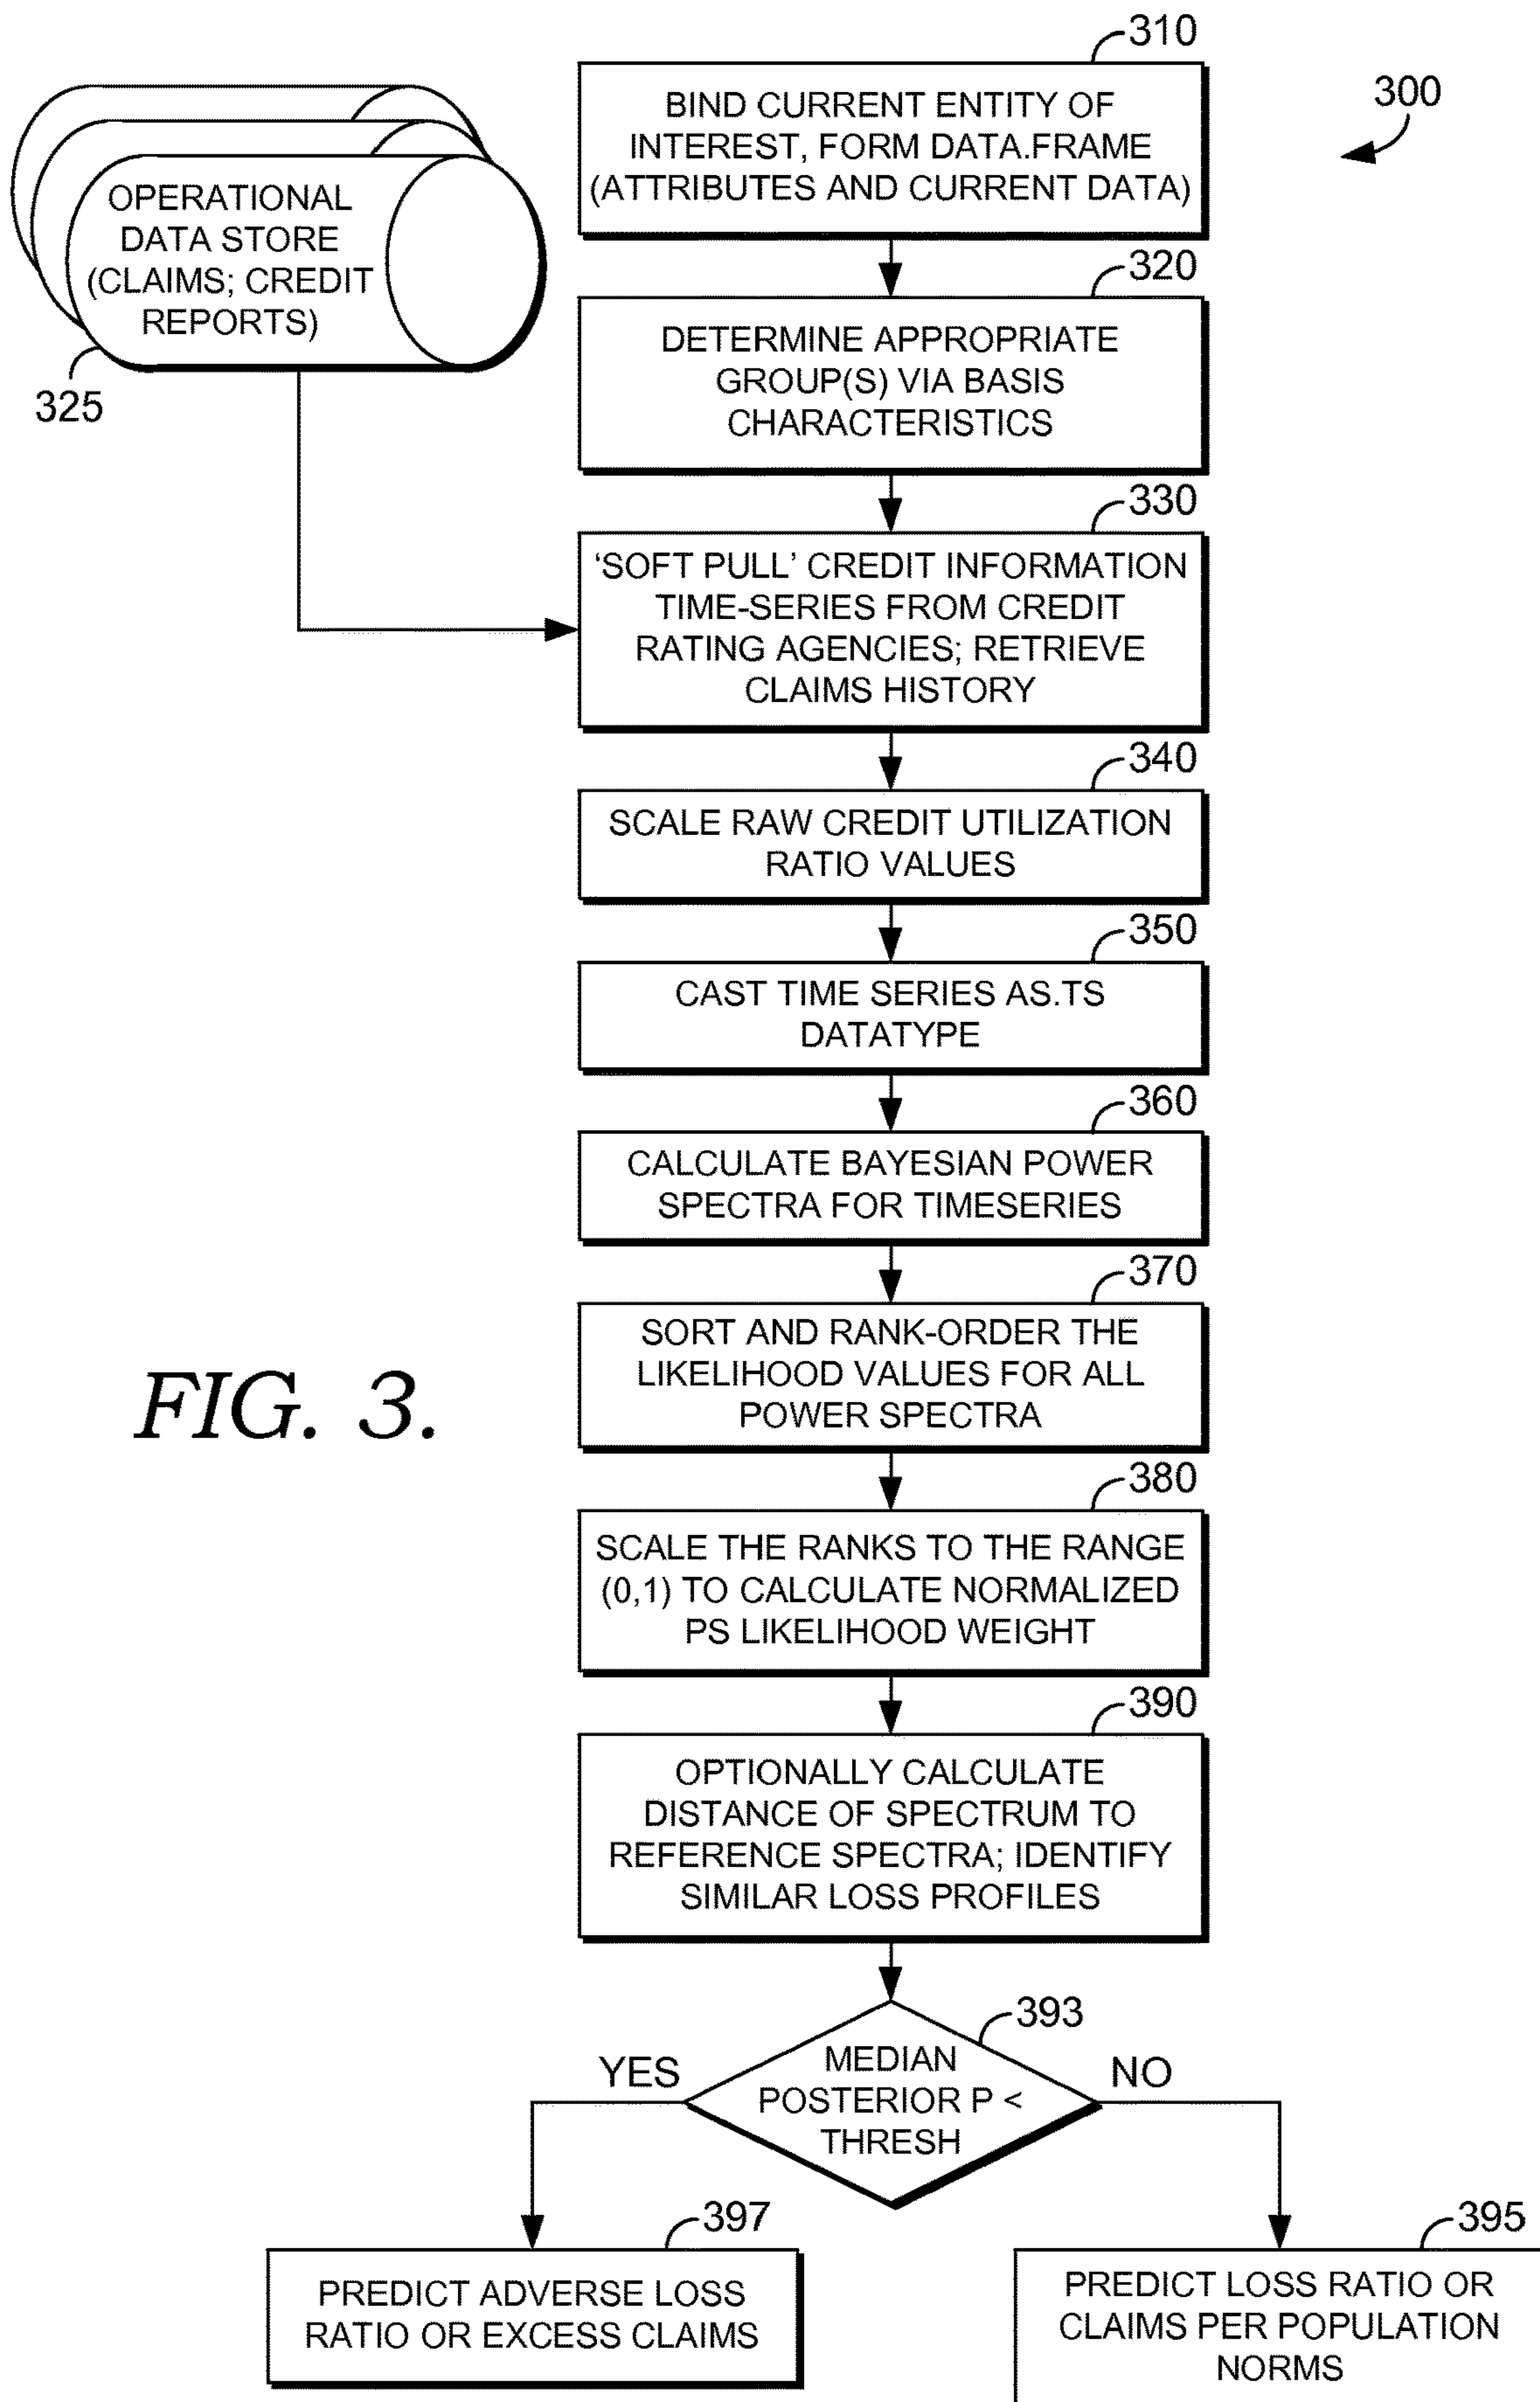 310
300
BIND CURRENT ENTITY OF
INTEREST, FORM DATA.FRAME
(ATTRIBUTES AND CURRENT DATA)
OPERATIONAL
DATA STORE
(CLAIMS; CREDIT
REPORTS)
325
320
DETERMINE APPROPRIATE
GROUP(S) VIA BASIS
CHARACTERISTICS
330
‘SOFT PULL’ CREDIT INFORMATION
TIME-SERIES FROM CREDIT
RATING AGENCIES; RETRIEVE
CLAIMS HISTORY
340
SCALE RAW CREDIT UTILIZATION
RATIO VALUES
350
CAST TIME SERIES AS.TS
DATATYPE
360
CALCULATE BAYESIAN POWER
SPECTRA FOR TIMESERIES
370
SORT AND RANK-ORDER THE
LIKELIHOOD VALUES FOR ALL
POWER SPECTRA
FIG. 3.
380
SCALE THE RANKS TO THE RANGE
(0,1) TO CALCULATE NORMALIZED
PS LIKELIHOOD WEIGHT
390
OPTIONALLY CALCULATE
DISTANCE OF SPECTRUM TO
REFERENCE SPECTRA; IDENTIFY
SIMILAR LOSS PROFILES
393
YES
MEDIAN
POSTERIOR P <
THRESH
NO
397
PREDICT ADVERSE LOSS
RATIO OR EXCESS CLAIMS
395
PREDICT LOSS RATIO OR
CLAIMS PER POPULATION
NORMS